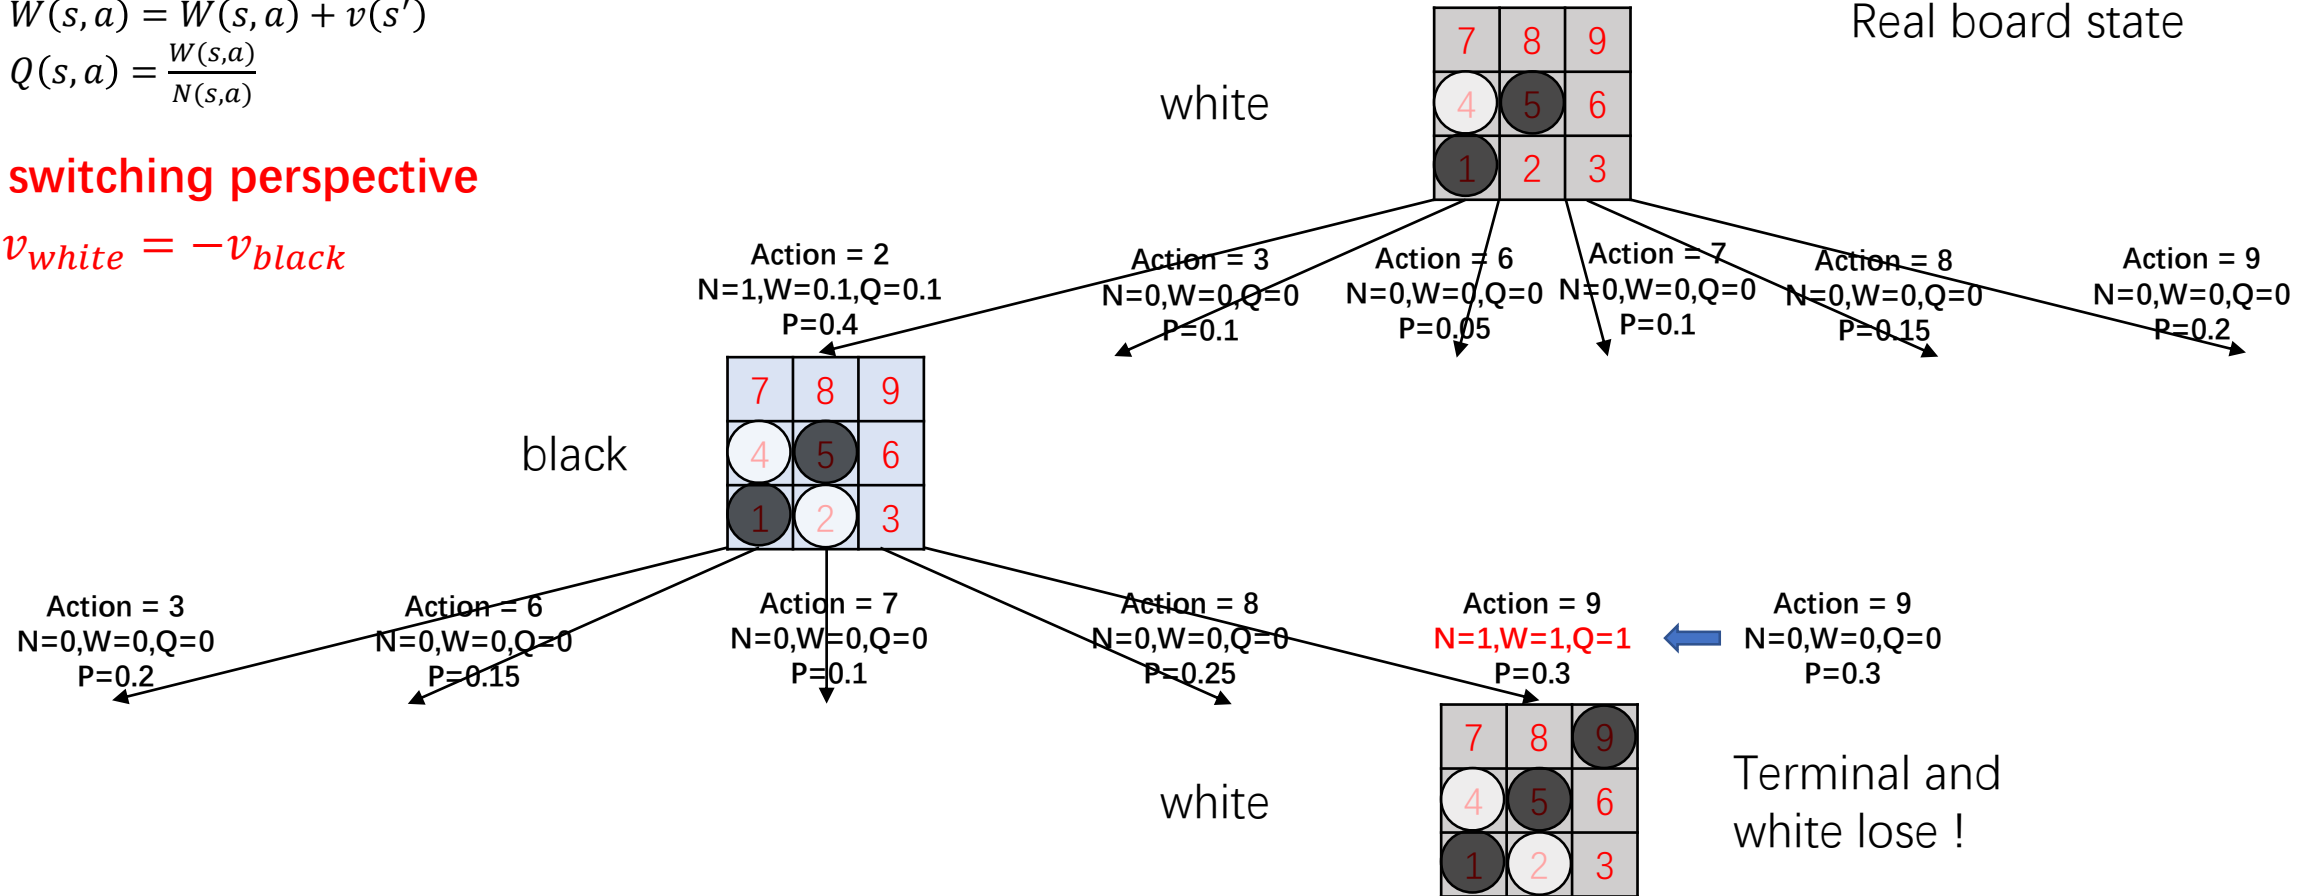 W(s,a) = W(s,a) + v(s′)
Q(s,a) = W(s,a)/N(s,a)
switching perspective
v_white = −v_black
Real board state
white
7 8 9
4 5 6
1 2 3
Action = 2
N=1,W=0.1,Q=0.1
P=0.4
Action = 3
N=0,W=0,Q=0
P=0.1
Action = 6
N=0,W=0,Q=0
P=0.05
Action = 7
N=0,W=0,Q=0
P=0.1
Action = 8
N=0,W=0,Q=0
P=0.15
Action = 9
N=0,W=0,Q=0
P=0.2
black
7 8 9
4 5 6
1 2 3
Action = 3
N=0,W=0,Q=0
P=0.2
Action = 6
N=0,W=0,Q=0
P=0.15
Action = 7
N=0,W=0,Q=0
P=0.1
Action = 8
N=0,W=0,Q=0
P=0.25
Action = 9
N=1,W=1,Q=1
P=0.3
Action = 9
N=0,W=0,Q=0
P=0.3
white
7 8 9
4 5 6
1 2 3
Terminal and
white lose !